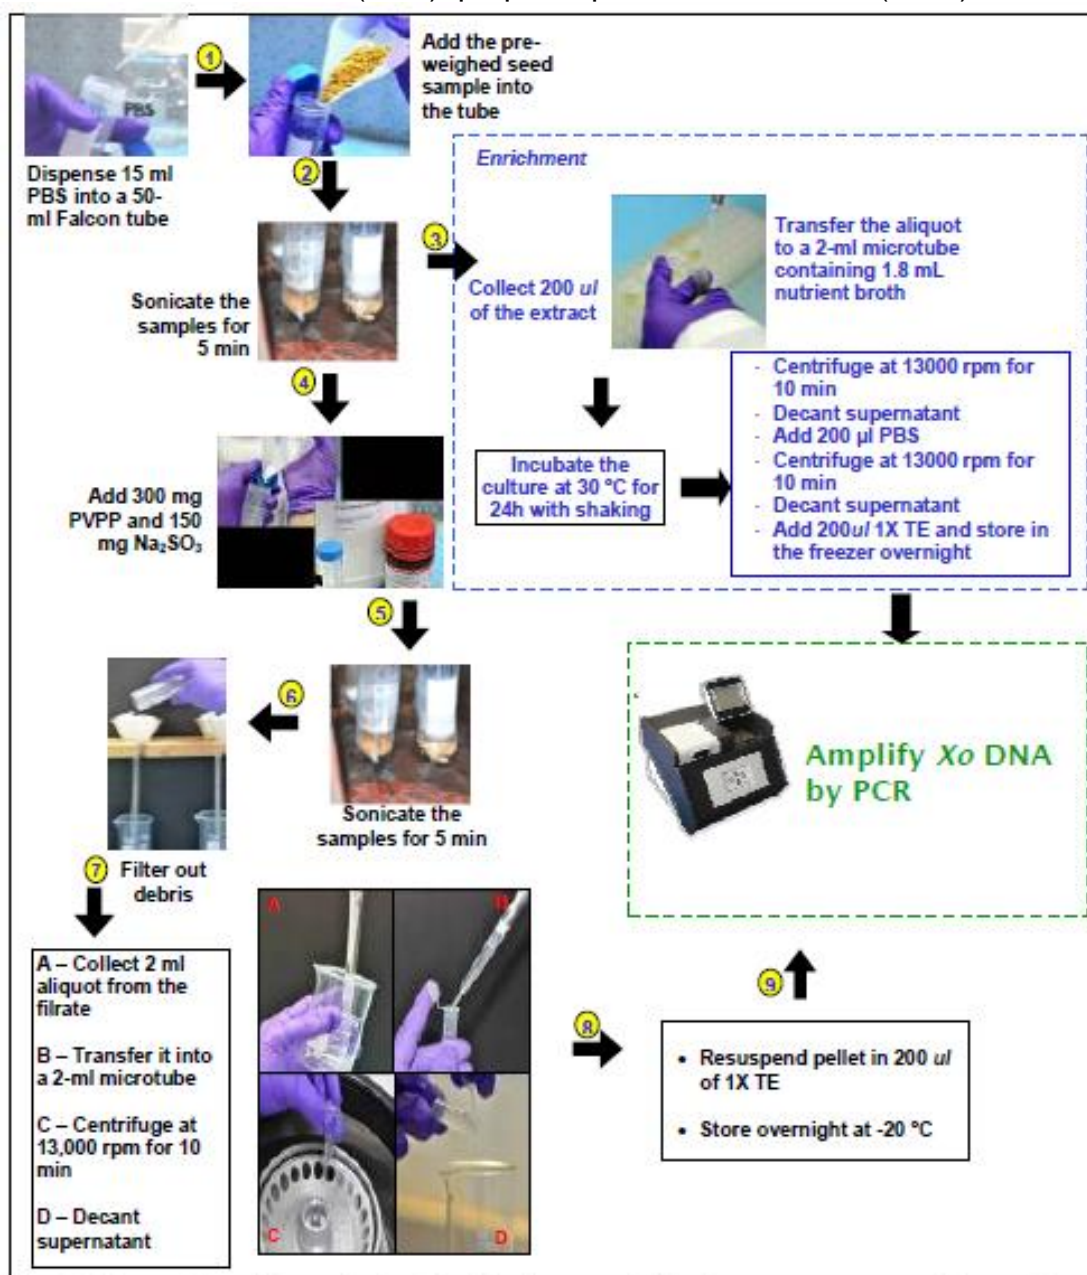 1
PBS
Add the pre-
weighed seed
sample into
the tube
Dispense 15 ml
PBS into a 50-
ml Falcon tube
2
Sonicate the
samples for
5 min
3
Enrichment
Collect 200 ul
of the extract
Transfer the aliquot
to a 2-ml microtube
containing 1.8 mL
nutrient broth
Incubate the
culture at 30 °C for
24h with shaking
- Centrifuge at 13000 rpm for
10 min
- Decant supernatant
- Add 200 µl PBS
- Centrifuge at 13000 rpm for
10 min
- Decant supernatant
- Add 200ul 1X TE and store in
the freezer overnight
4
Add 300 mg
PVPP and 150
mg Na₂SO₃
5
Sonicate the
samples for 5 min
6
Filter out
debris
7
A – Collect 2 ml
aliquot from the
filrate
B – Transfer it into
a 2-ml microtube
C – Centrifuge at
13,000 rpm for 10
min
D – Decant
supernatant
A
B
C
D
8
• Resuspend pellet in 200 ul
of 1X TE
• Store overnight at -20 °C
9
Amplify Xo DNA
by PCR